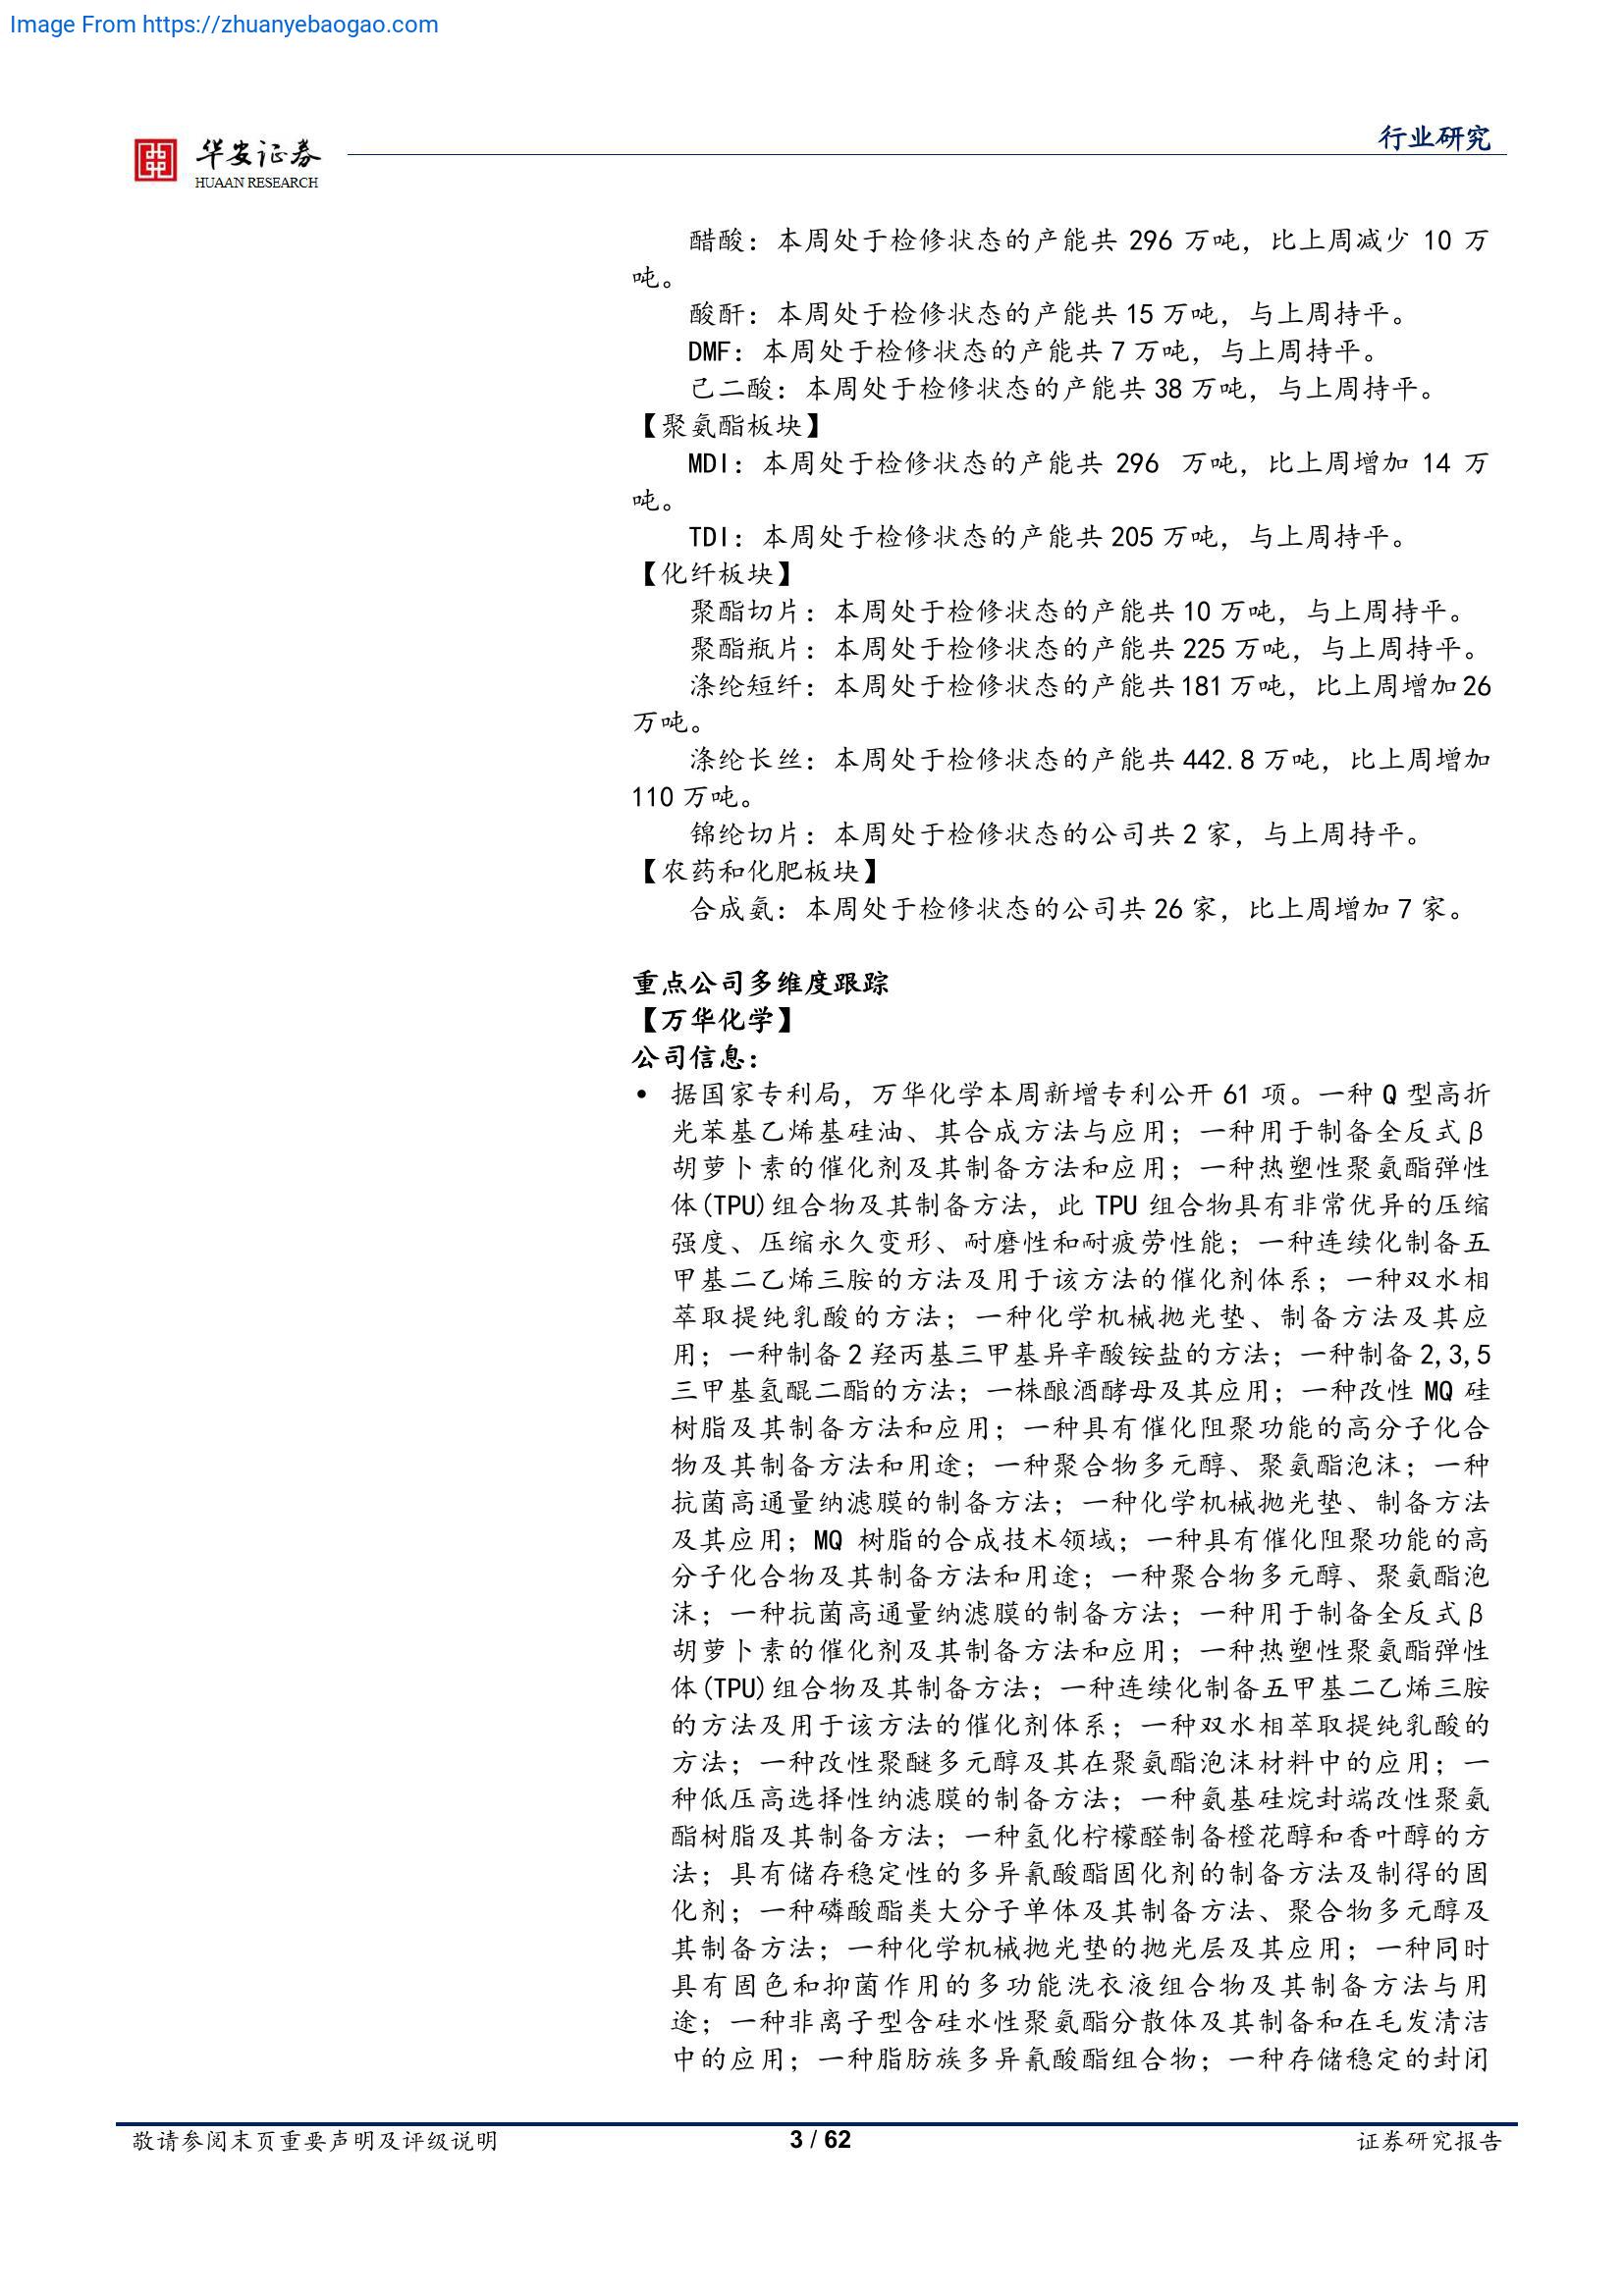 Image From https://zhuanyebaogao.com
华安证券
HUAAN RESEARCH
行业研究
醋酸：本周处于检修状态的产能共 296 万吨，比上周减少 10 万
吨。
酸酐：本周处于检修状态的产能共 15 万吨，与上周持平。
DMF：本周处于检修状态的产能共 7 万吨，与上周持平。
己二酸：本周处于检修状态的产能共 38 万吨，与上周持平。
【聚氨酯板块】
MDI：本周处于检修状态的产能共 296 万吨，比上周增加 14 万
吨。
TDI：本周处于检修状态的产能共 205 万吨，与上周持平。
【化纤板块】
聚酯切片：本周处于检修状态的产能共 10 万吨，与上周持平。
聚酯瓶片：本周处于检修状态的产能共 225 万吨，与上周持平。
涤纶短纤：本周处于检修状态的产能共 181 万吨，比上周增加 26
万吨。
涤纶长丝：本周处于检修状态的产能共 442.8 万吨，比上周增加
110 万吨。
锦纶切片：本周处于检修状态的公司共 2 家，与上周持平。
【农药和化肥板块】
合成氨：本周处于检修状态的公司共 26 家，比上周增加 7 家。
重点公司多维度跟踪
【万华化学】
公司信息：
• 据国家专利局，万华化学本周新增专利公开 61 项。一种 Q 型高折
光苯基乙烯基硅油、其合成方法与应用；一种用于制备全反式 β
胡萝卜素的催化剂及其制备方法和应用；一种热塑性聚氨酯弹性
体(TPU)组合物及其制备方法，此 TPU 组合物具有非常优异的压缩
强度、压缩永久变形、耐磨性和耐疲劳性能；一种连续化制备五
甲基二乙烯三胺的方法及用于该方法的催化剂体系；一种双水相
萃取提纯乳酸的方法；一种化学机械抛光垫、制备方法及其应
用；一种制备 2 羟丙基三甲基异辛酸铵盐的方法；一种制备 2,3,5
三甲基氢醌二酯的方法；一株酿酒酵母及其应用；一种改性 MQ 硅
树脂及其制备方法和应用；一种具有催化阻聚功能的高分子化合
物及其制备方法和用途；一种聚合物多元醇、聚氨酯泡沫；一种
抗菌高通量纳滤膜的制备方法；一种化学机械抛光垫、制备方法
及其应用；MQ 树脂的合成技术领域；一种具有催化阻聚功能的高
分子化合物及其制备方法和用途；一种聚合物多元醇、聚氨酯泡
沫；一种抗菌高通量纳滤膜的制备方法；一种用于制备全反式 β
胡萝卜素的催化剂及其制备方法和应用；一种热塑性聚氨酯弹性
体(TPU)组合物及其制备方法；一种连续化制备五甲基二乙烯三胺
的方法及用于该方法的催化剂体系；一种双水相萃取提纯乳酸的
方法；一种改性聚醚多元醇及其在聚氨酯泡沫材料中的应用；一
种低压高选择性纳滤膜的制备方法；一种氨基硅烷封端改性聚氨
酯树脂及其制备方法；一种氢化柠檬醛制备橙花醇和香叶醇的方
法；具有储存稳定性的多异氰酸酯固化剂的制备方法及制得的固
化剂；一种磷酸酯类大分子单体及其制备方法、聚合物多元醇及
其制备方法；一种化学机械抛光垫的抛光层及其应用；一种同时
具有固色和抑菌作用的多功能洗衣液组合物及其制备方法与用
途；一种非离子型含硅水性聚氨酯分散体及其制备和在毛发清洁
中的应用；一种脂肪族多异氰酸酯组合物；一种存储稳定的封闭
敬请参阅末页重要声明及评级说明
3 / 62
证券研究报告